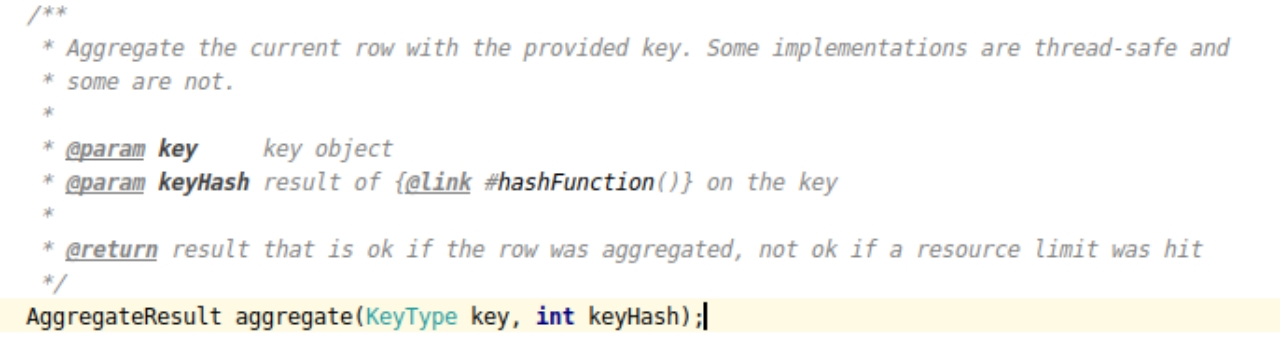 /**
 * Aggregate the current row with the provided key. Some implementations are thread-safe and
 * some are not.
 *
 * @param key     key object
 * @param keyHash result of {@link #hashFunction()} on the key
 *
 * @return result that is ok if the row was aggregated, not ok if a resource limit was hit
 */
AggregateResult aggregate(KeyType key, int keyHash);